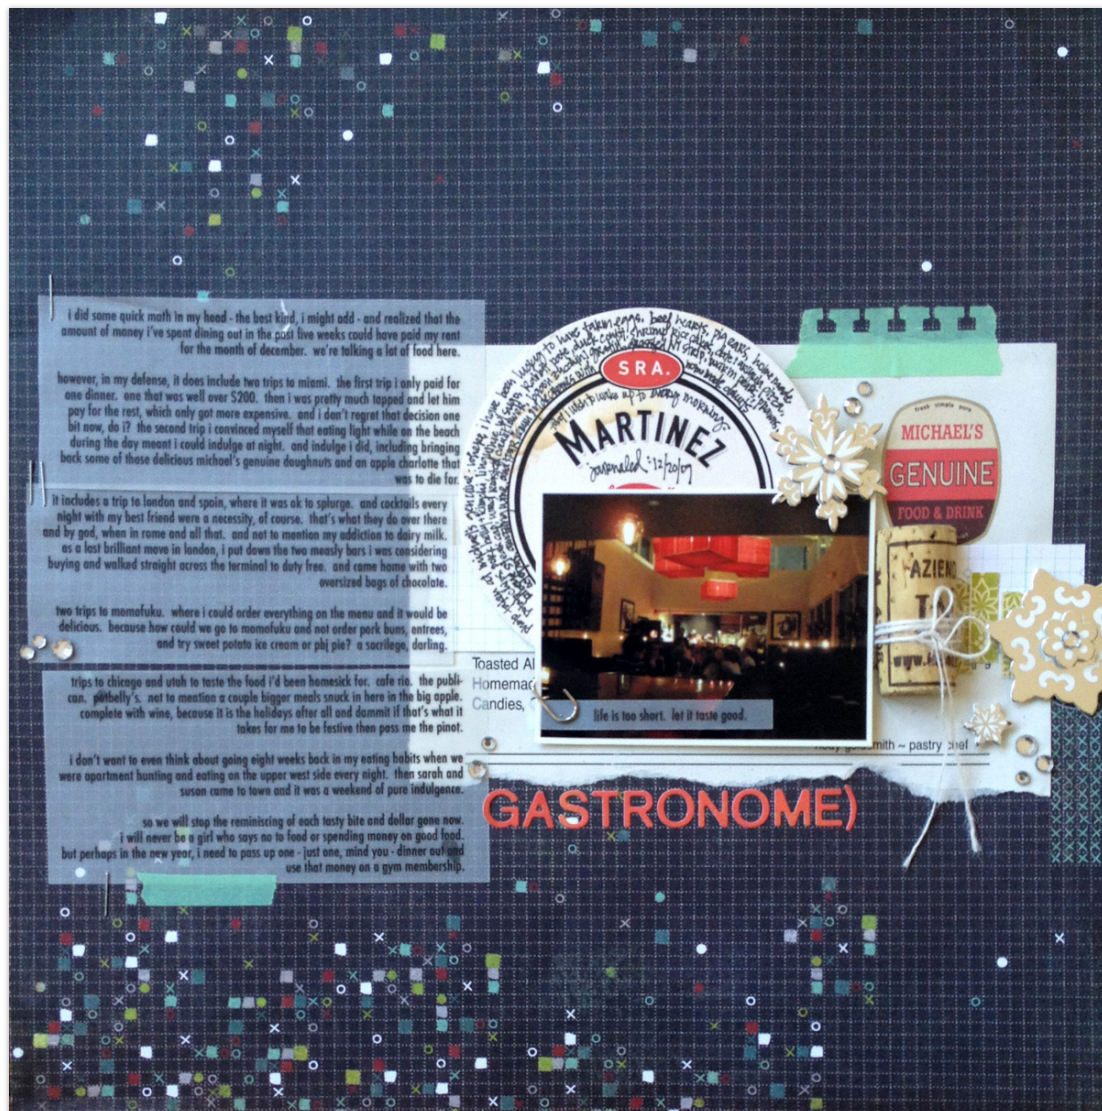 i did some quick math in my head - the best kind, i might add - and realized that the
amount of money i've spent dining out in the past five weeks could have paid my rent
for the month of december. we're talking a lot of food here.
however, in my defense, it does include two trips to miami. the first trip i only paid for
one dinner. one that was well over $200. then i was pretty much tapped and let him
pay for the rest, which only got more expensive. and i don't regret that decision one
bit now, do i? the second trip i convinced myself that eating light while on the beach
during the day meant i could indulge at night. and indulge i did, including bringing
back some of those delicious michael's genuine doughnuts and an apple charlotte that
was to die for.
it includes a trip to london and spain, where it was ok to splurge. and cocktails every
night with my best friend were a necessity, of course. that's what they do over there
and by god, when in rome and all that. and not to mention my addiction to dairy milk.
as a last brilliant move in london, i put down the two measly bars i was considering
buying and walked straight across the terminal to duty free. and came home with two
oversized bags of chocolate.
two trips to momofuku. where i could order everything on the menu and it would be
delicious. because how could we go to momofuku and not order pork buns, entrees,
and try sweet potato ice cream or pbj pie? a sacrilege, darling.
trips to chicago and utah to taste the food i'd been homesick for. cafe rio. the publi-
can. potbelly's. not to mention a couple bigger meals snuck in here in the big apple.
complete with wine, because it is the holidays after all and dammit if that's what it
takes for me to be festive then pass me the pinot.
i don't want to even think about going eight weeks back in my eating habits when we
were apartment hunting and eating on the upper west side every night. then sarah and
susan came to town and it was a weekend of pure indulgence.
so we will stop the reminiscing of each tasty bite and dollar gone now.
i will never be a girl who says no to food or spending money on good food.
but perhaps in the new year, i need to pass up one - just one, mind you - dinner out and
use that money on a gym membership.
SRA.
MARTINEZ
journaled: 12/20/09
fresh simple pure
MICHAEL'S
GENUINE
FOOD & DRINK
AZIEND
www.
Toasted Al
Homemad
Candies,
life is too short. let it taste good.
hedy goldsmith ~ pastry chef
GASTRONOME)